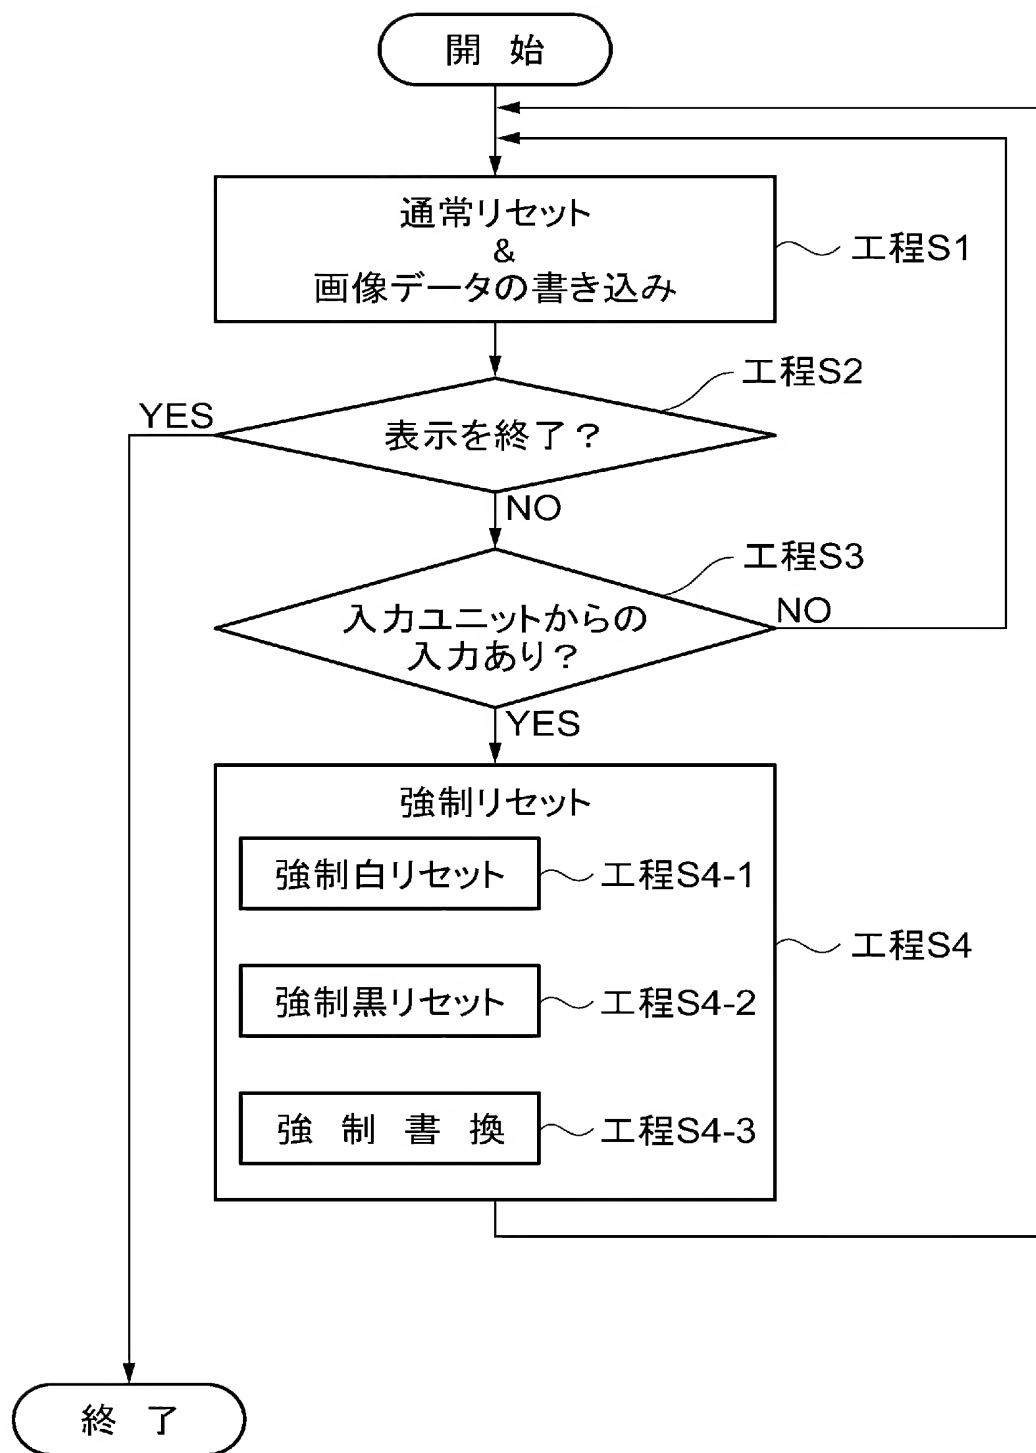 開始
通常リセット
&
画像データの書き込み
工程S1
工程S2
YES
表示を終了?
NO
工程S3
入力ユニットからの
入力あり?
NO
YES
強制リセット
強制白リセット
工程S4-1
工程S4
強制黒リセット
工程S4-2
強制書換
工程S4-3
終了